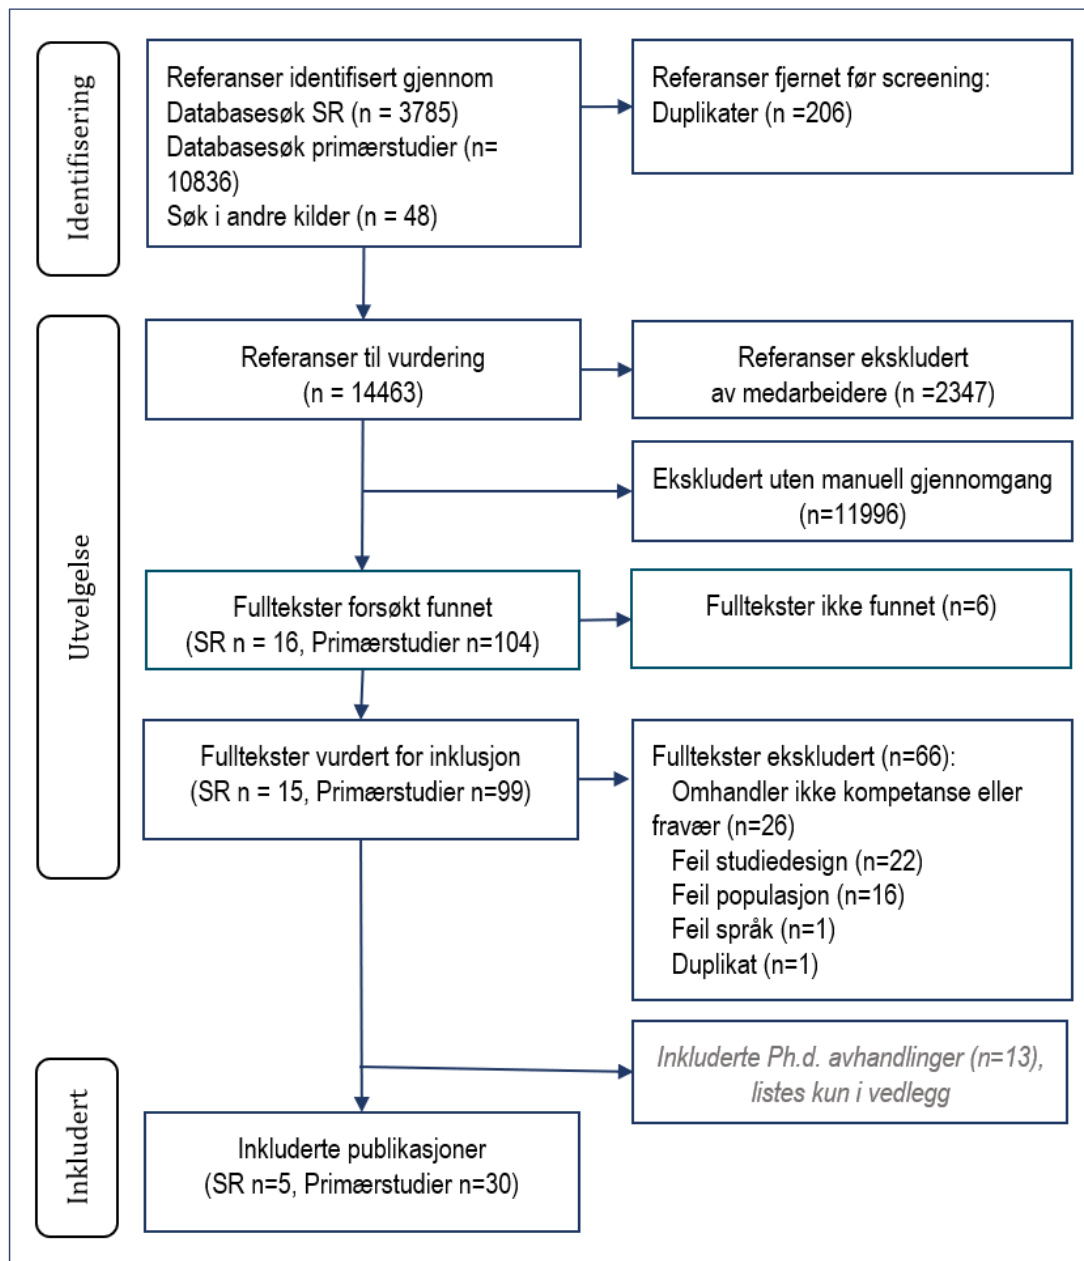 Identifisering
Referanser identifisert gjennom
Databasesøk SR (n = 3785)
Databasesøk primærstudier (n=
10836)
Søk i andre kilder (n = 48)
Referanser fjernet før screening:
Duplikater (n =206)
Utvelgelse
Referanser til vurdering
(n = 14463)
Referanser ekskludert
av medarbeidere (n =2347)
Ekskludert uten manuell gjennomgang
(n=11996)
Fulltekster forsøkt funnet
(SR n = 16, Primærstudier n=104)
Fulltekster ikke funnet (n=6)
Fulltekster vurdert for inklusjon
(SR n = 15, Primærstudier n=99)
Fulltekster ekskludert (n=66):
Omhandler ikke kompetanse eller
fravær (n=26)
Feil studiedesign (n=22)
Feil populasjon (n=16)
Feil språk (n=1)
Duplikat (n=1)
Inkluderte Ph.d. avhandlinger (n=13),
listes kun i vedlegg
Inkludert
Inkluderte publikasjoner
(SR n=5, Primærstudier n=30)